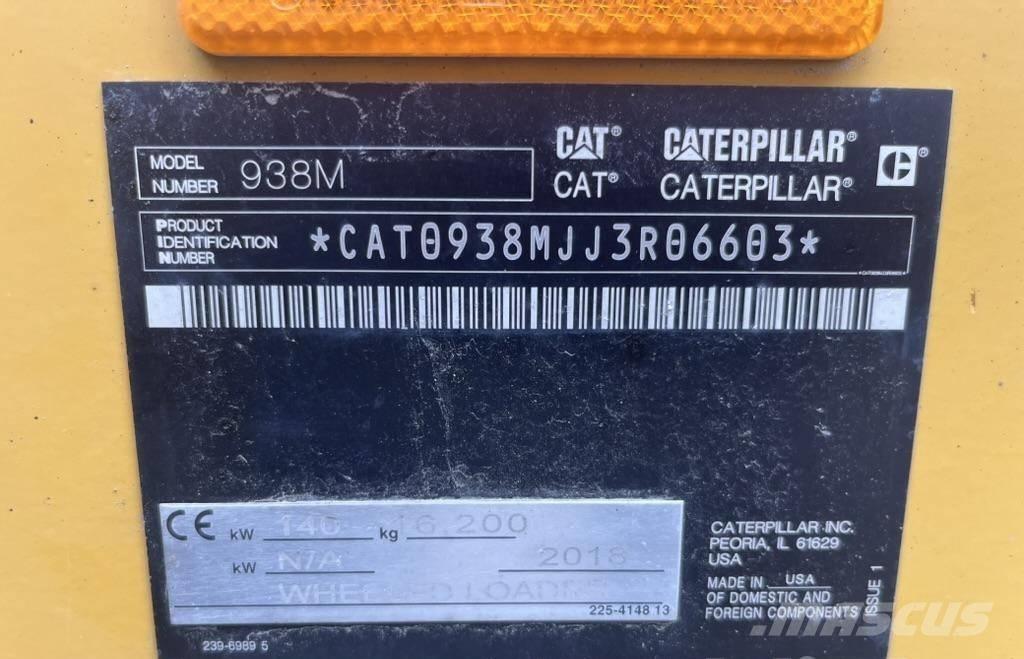 CAT® CATERPILLAR®
CAT® CATERPILLAR®
MODEL NUMBER 938M
PRODUCT IDENTIFICATION NUMBER *CAT0938MJJ3R06603*
*CAT0938MJJ3R06603*
CE kW 140 kg 16.200
kW N/A 2018
WHEELED LOADER
225-4148 13
239-6989 5
CATERPILLAR INC.
PEORIA, IL 61629
USA
MADE IN USA
OF DOMESTIC AND
FOREIGN COMPONENTS
ISSUE 1
MASCUS